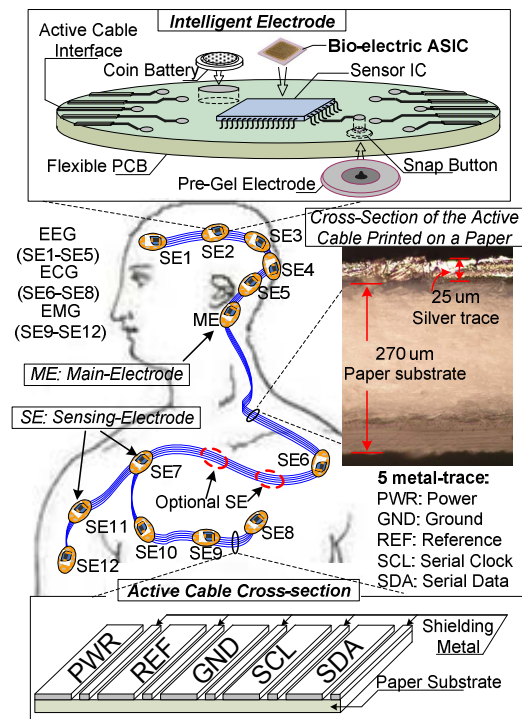 Intelligent Electrode
Active Cable
Interface
Coin Battery
Bio-electric ASIC
Sensor IC
Flexible PCB
Snap Button
Pre-Gel Electrode
Cross-Section of the Active
Cable Printed on a Paper
EEG
(SE1-SE5)
ECG
(SE6-SE8)
EMG
(SE9-SE12)
SE1
SE2
SE3
SE4
SE5
ME
25 um
Silver trace
270 um
Paper substrate
ME: Main-Electrode
SE: Sensing-Electrode
SE7
SE6
Optional SE
SE11
SE12
SE10
SE9
SE8
5 metal-trace:
PWR: Power
GND: Ground
REF: Reference
SCL: Serial Clock
SDA: Serial Data
Active Cable Cross-section
PWR
REF
GND
SCL
SDA
Shielding
Metal
Paper Substrate